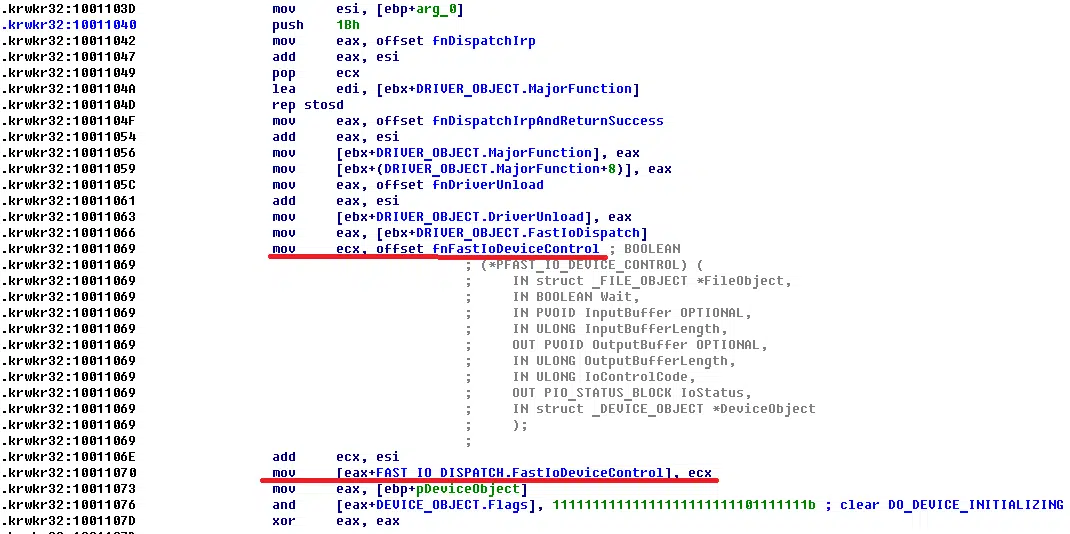 .krwkr32:1001103D mov esi, [ebp+arg_0]
.krwkr32:10011040 push 1Bh
.krwkr32:10011042 mov eax, offset fnDispatchIrp
.krwkr32:10011047 add eax, esi
.krwkr32:10011049 pop ecx
.krwkr32:1001104A lea edi, [ebx+DRIVER_OBJECT.MajorFunction]
.krwkr32:1001104D rep stosd
.krwkr32:1001104F mov eax, offset fnDispatchIrpAndReturnSuccess
.krwkr32:10011054 add eax, esi
.krwkr32:10011056 mov [ebx+DRIVER_OBJECT.MajorFunction], eax
.krwkr32:10011059 mov [ebx+(DRIVER_OBJECT.MajorFunction+8)], eax
.krwkr32:1001105C mov eax, offset fnDriverUnload
.krwkr32:10011061 add eax, esi
.krwkr32:10011063 mov [ebx+DRIVER_OBJECT.DriverUnload], eax
.krwkr32:10011066 mov eax, [ebx+DRIVER_OBJECT.FastIoDispatch]
.krwkr32:10011069 mov ecx, offset fnFastIoDeviceControl ; BOOLEAN
.krwkr32:10011069 ; (*PFAST_IO_DEVICE_CONTROL) (
.krwkr32:10011069 ; IN struct _FILE_OBJECT *FileObject,
.krwkr32:10011069 ; IN BOOLEAN Wait,
.krwkr32:10011069 ; IN PVOID InputBuffer OPTIONAL,
.krwkr32:10011069 ; IN ULONG InputBufferLength,
.krwkr32:10011069 ; OUT PVOID OutputBuffer OPTIONAL,
.krwkr32:10011069 ; IN ULONG OutputBufferLength,
.krwkr32:10011069 ; IN ULONG IoControlCode,
.krwkr32:10011069 ; OUT PIO_STATUS_BLOCK IoStatus,
.krwkr32:10011069 ; IN struct _DEVICE_OBJECT *DeviceObject
.krwkr32:10011069 ; );
.krwkr32:10011069 ;
.krwkr32:1001106E add ecx, esi
.krwkr32:10011070 mov [eax+FAST_IO_DISPATCH.FastIoDeviceControl], ecx
.krwkr32:10011073 mov eax, [ebp+pDeviceObject]
.krwkr32:10011076 and [eax+DEVICE_OBJECT.Flags], 11111111111111111111111101111111b ; clear DO_DEVICE_INITIALIZING
.krwkr32:1001107D xor eax, eax